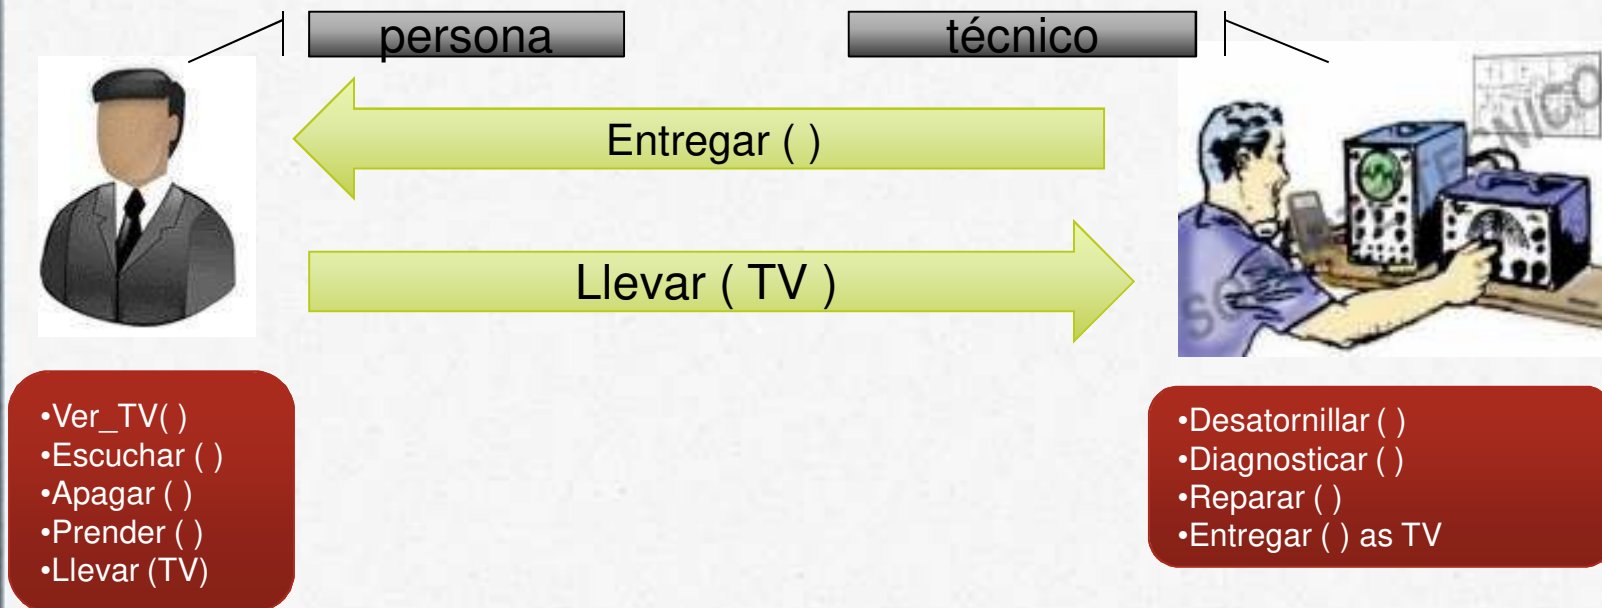 persona
técnico
Entregar ( )
Llevar ( TV )
•Ver_TV( )
•Escuchar ( )
•Apagar ( )
•Prender ( )
•Llevar (TV)
•Desatornillar ( )
•Diagnosticar ( )
•Reparar ( )
•Entregar ( ) as TV